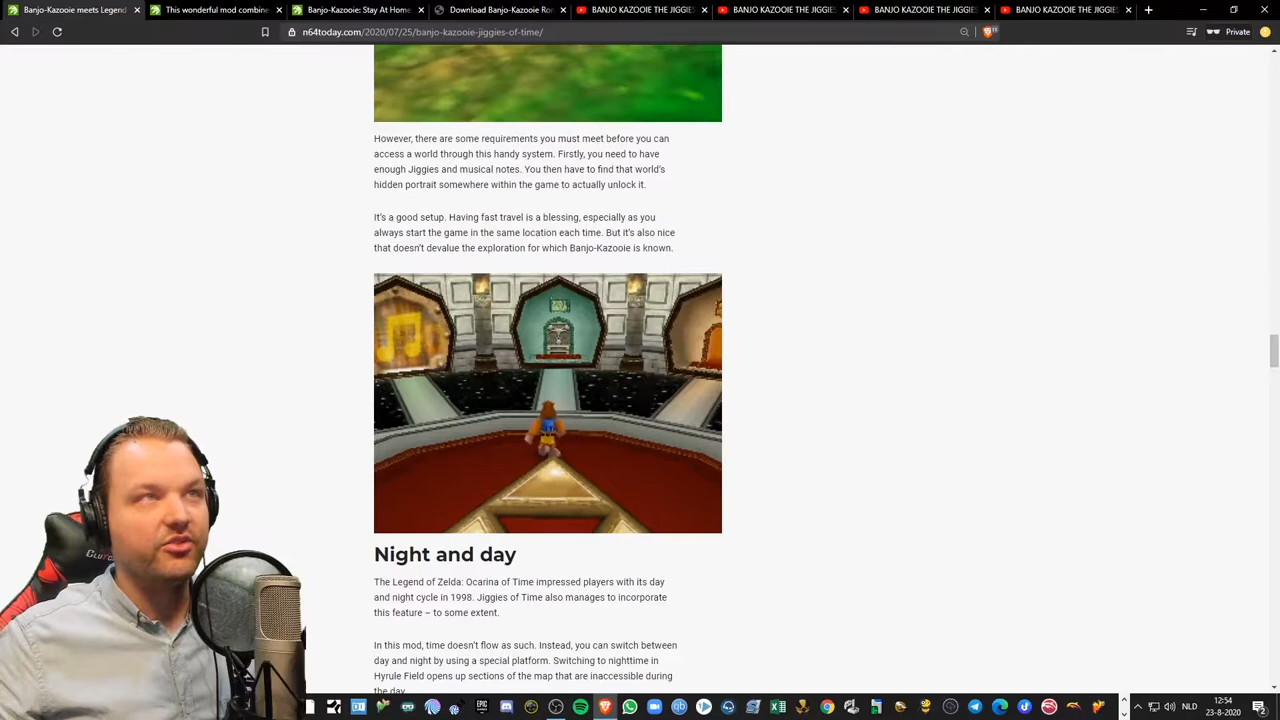 Banjo-Kazooie meets Legend
This wonderful mod combine
Banjo-Kazooie: Stay At Home
Download Banjo-Kazooie Rom
BANJO KAZOOIE THE JIGGIES
BANJO KAZOOIE THE JIGGIES
BANJO KAZOOIE THE JIGGIES
BANJO KAZOOIE THE JIGGIES
n64today.com/2020/07/25/banjo-kazooie-jiggies-of-time/
Private
However, there are some requirements you must meet before you can
access a world through this handy system. Firstly, you need to have
enough Jiggies and musical notes. You then have to find that world's
hidden portrait somewhere within the game to actually unlock it.
It's a good setup. Having fast travel is a blessing, especially as you
always start the game in the same location each time. But it's also nice
that doesn't devalue the exploration for which Banjo-Kazooie is known.
Night and day
The Legend of Zelda: Ocarina of Time impressed players with its day
and night cycle in 1998. Jiggies of Time also manages to incorporate
this feature – to some extent.
In this mod, time doesn't flow as such. Instead, you can switch between
day and night by using a special platform. Switching to nighttime in
Hyrule Field opens up sections of the map that are inaccessible during
the day.
NLD
12:54
23-8-2020